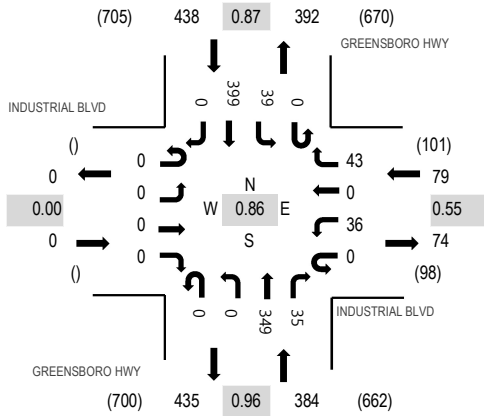 (705) 438 0.87 392 (670)
GREENSBORO HWY
0 399 39 0
INDUSTRIAL BLVD
() 0 43 (101)
0 0 0 79
N
0.00 W 0.86 E 0.55
S
0 0 36 74
() 0 0 (98)
0 0 349 35
INDUSTRIAL BLVD
GREENSBORO HWY
(700) 435 0.96 384 (662)